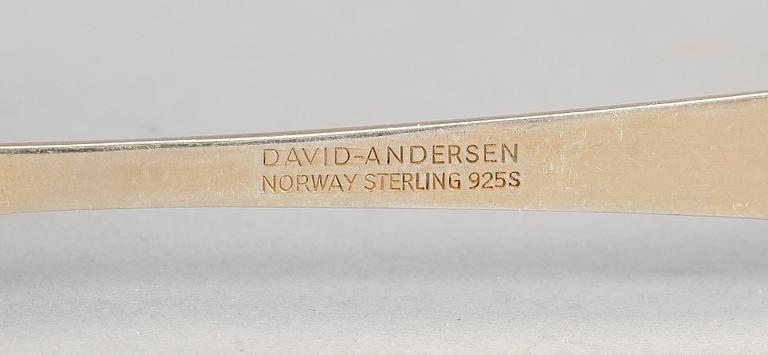 DAVID-ANDERSEN
NORWAY STERLING 925S